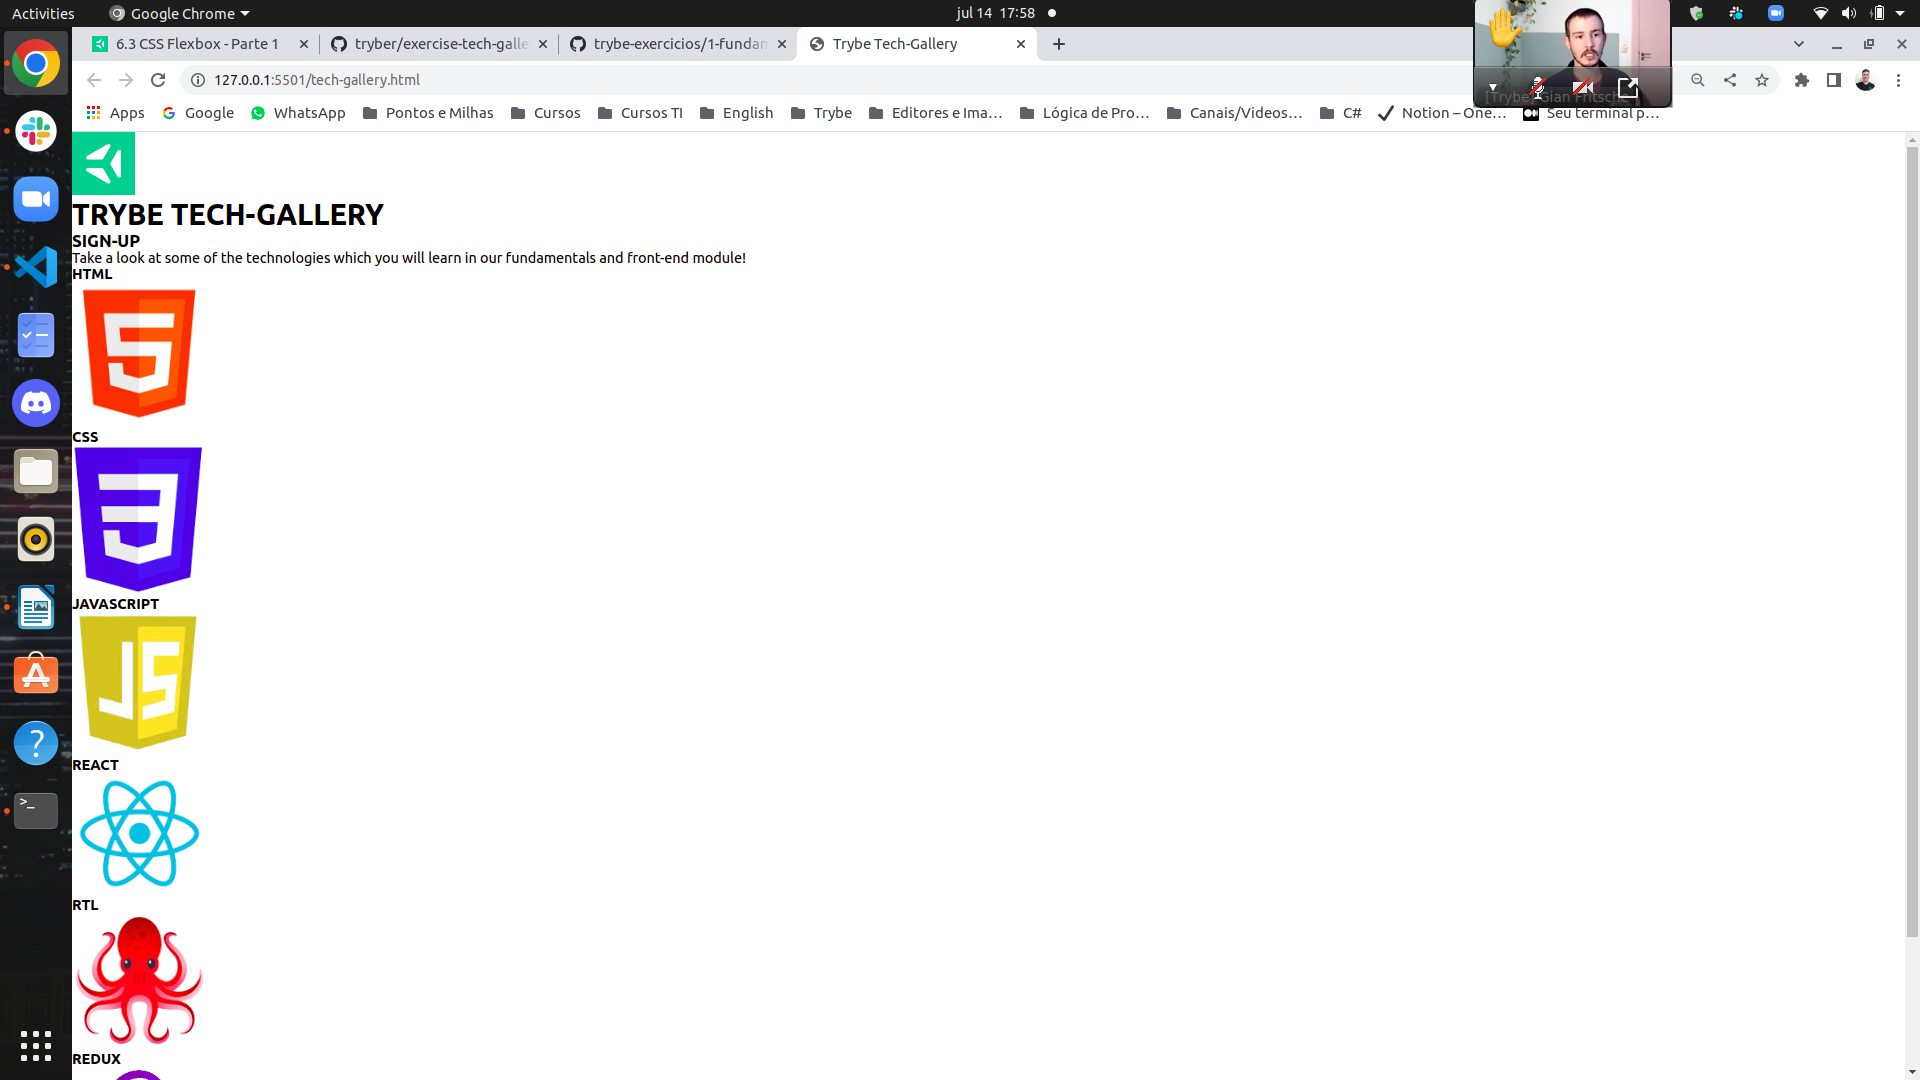 Activities
Google Chrome
jul 14 17:58
6.3 CSS Flexbox - Parte 1
tryber/exercise-tech-galle
trybe-exercicios/1-fundam
Trybe Tech-Gallery
127.0.0.1:5501/tech-gallery.html
[Trybe] Gian Fritsche
Apps
Google
WhatsApp
Pontos e Milhas
Cursos
Cursos TI
English
Trybe
Editores e Ima...
Lógica de Pro...
Canais/Videos...
C#
Notion – One...
Seu terminal p...
TRYBE TECH-GALLERY
SIGN-UP
Take a look at some of the technologies which you will learn in our fundamentals and front-end module!
HTML
5
CSS
3
JAVASCRIPT
JS
REACT
RTL
REDUX